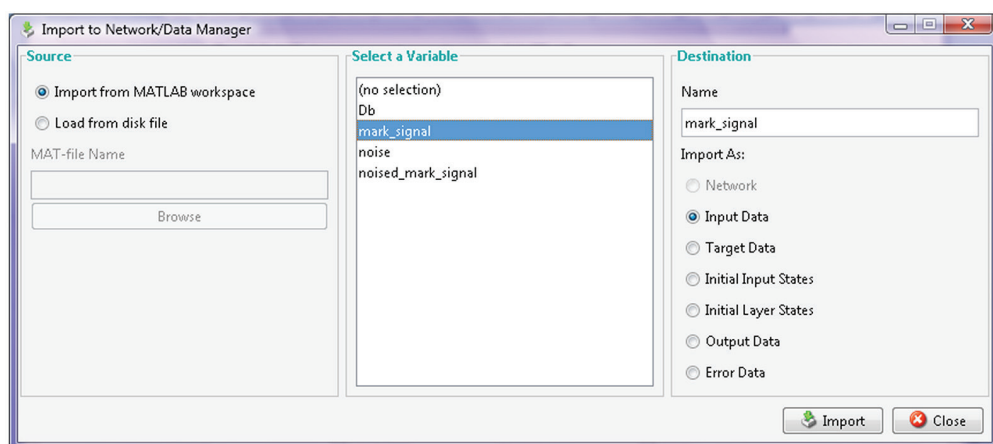 Import to Network/Data Manager
Source
Import from MATLAB workspace
Load from disk file
MAT-file Name
Browse
Select a Variable
(no selection)
Db
mark_signal
noise
noised_mark_signal
Destination
Name
mark_signal
Import As:
Network
Input Data
Target Data
Initial Input States
Initial Layer States
Output Data
Error Data
Import
Close